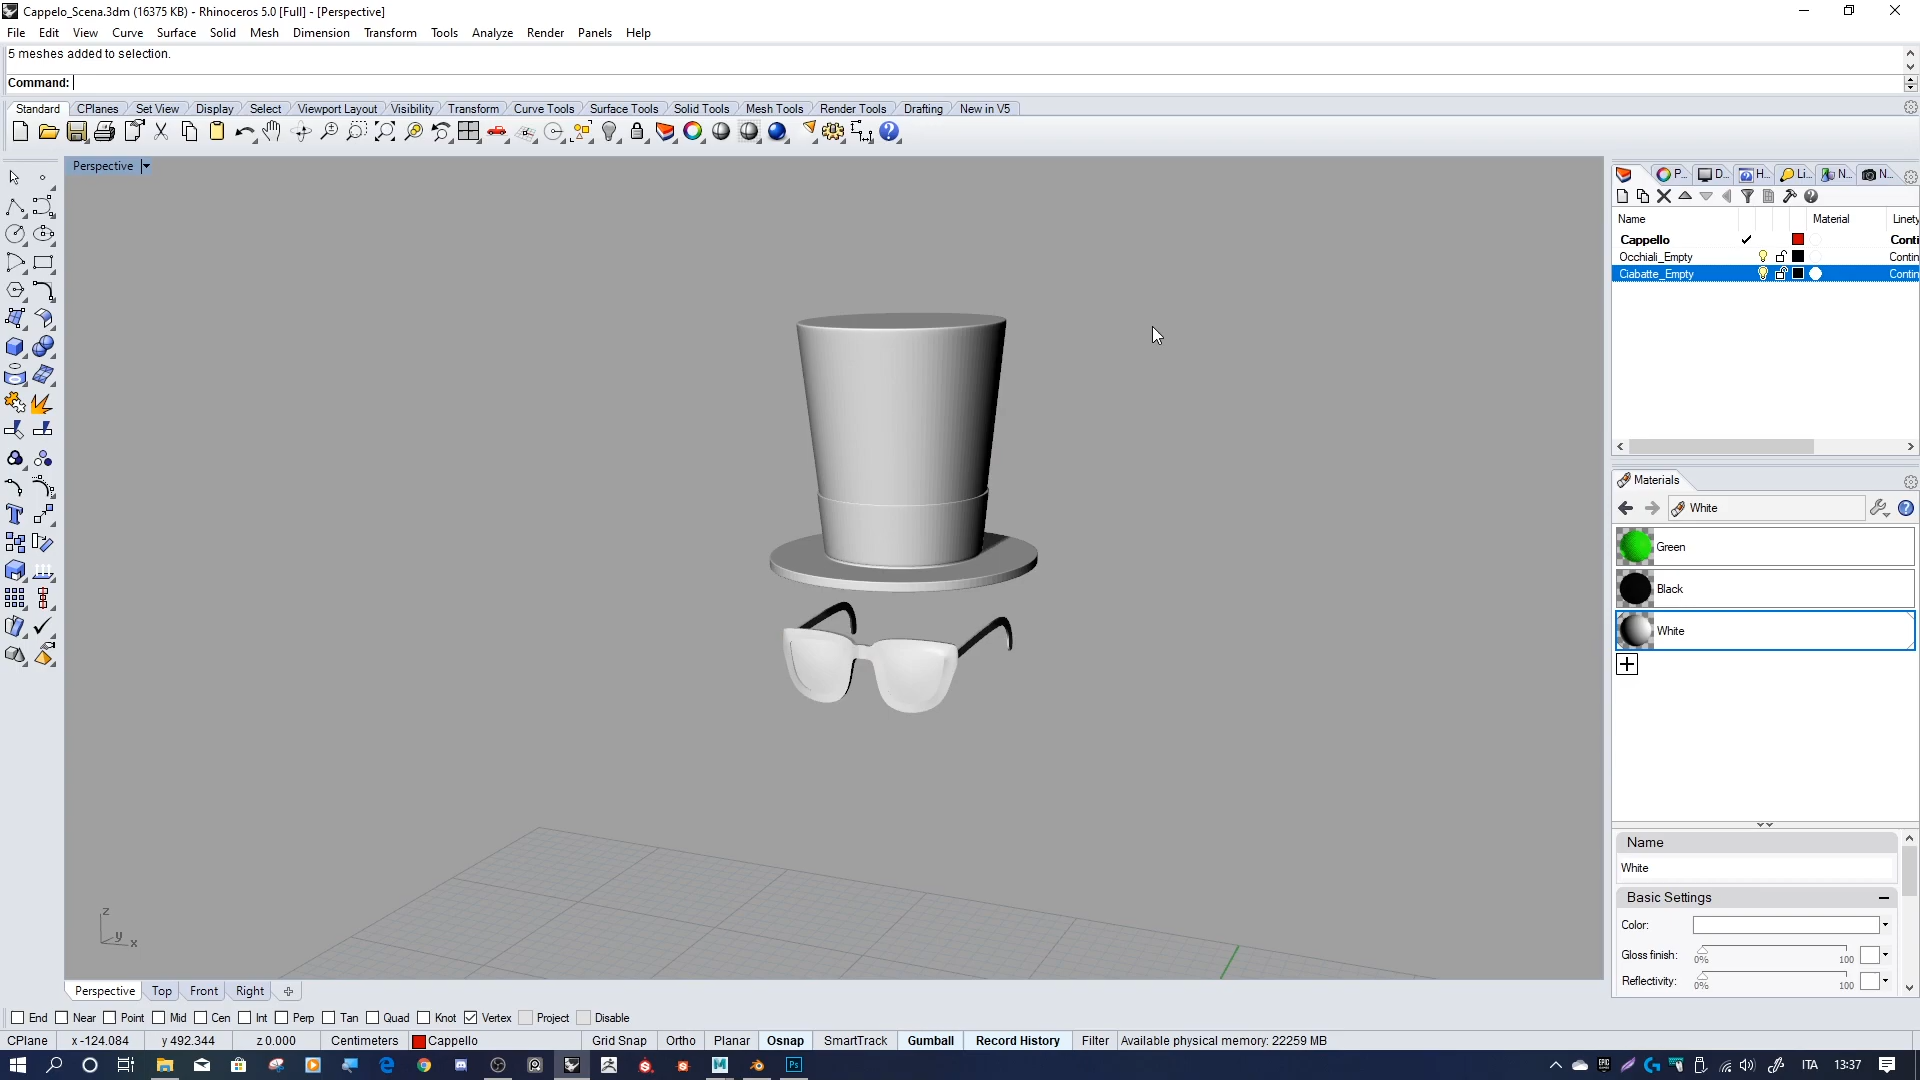 Cappelo_Scena.3dm (16375 KB) - Rhinoceros 5.0 [Full] - [Perspective]
File Edit View Curve Surface Solid Mesh Dimension Transform Tools Analyze Render Panels Help
5 meshes added to selection.
Command:
Standard CPlanes Set View Display Select Viewport Layout Visibility Transform Curve Tools Surface Tools Solid Tools Mesh Tools Render Tools Drafting New in V5
Perspective
P... D... H... Li... N... N...
Name Material Linety
Cappello Conti
Occhiali_Empty Contin
Ciabatte_Empty Contin
Materials
White
Green
Black
White
Name
White
Basic Settings
Color:
Gloss finish: 0% 100
Reflectivity: 0% 100
z
y x
Perspective Top Front Right
End Near Point Mid Cen Int Perp Tan Quad Knot Vertex Project Disable
CPlane x -124.084 y 492.344 z 0.000 Centimeters Cappello Grid Snap Ortho Planar Osnap SmartTrack Gumball Record History Filter Available physical memory: 22259 MB
ITA 13:37